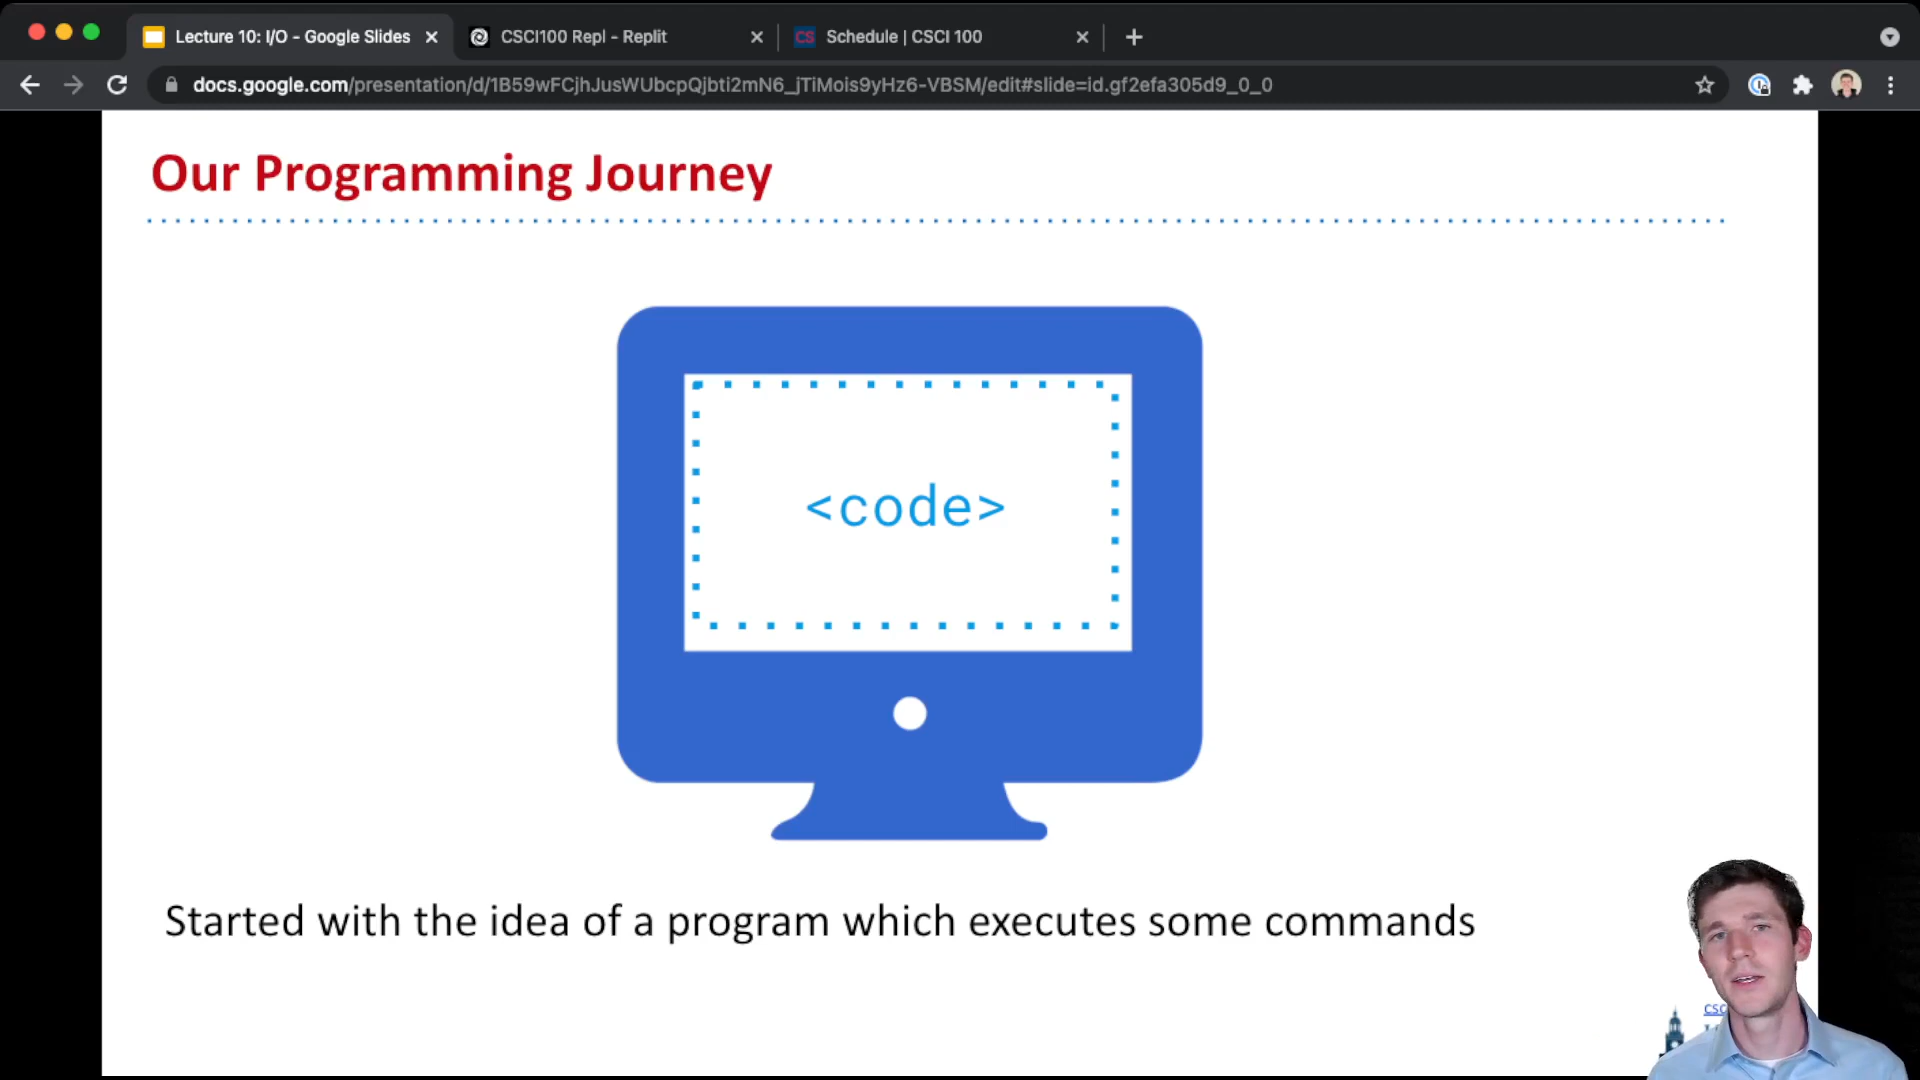 Lecture 10: I/O - Google Slides
CSCI100 Repl - Replit
CS Schedule | CSCI 100
docs.google.com/presentation/d/1B59wFCjhJusWUbcpQjbti2mN6_jTiMois9yHz6-VBSM/edit#slide=id.gf2efa305d9_0_0
Our Programming Journey
<code>
Started with the idea of a program which executes some commands